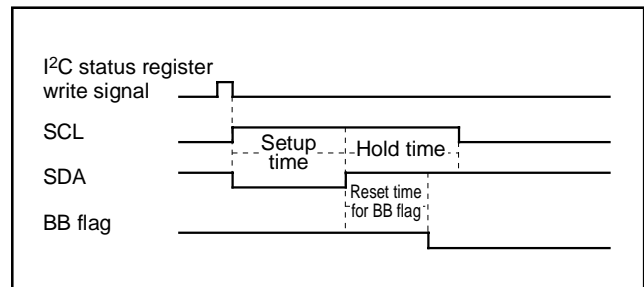 I²C status register
write signal
SCL
Setup
time
Hold time
SDA
Reset time
for BB flag
BB flag